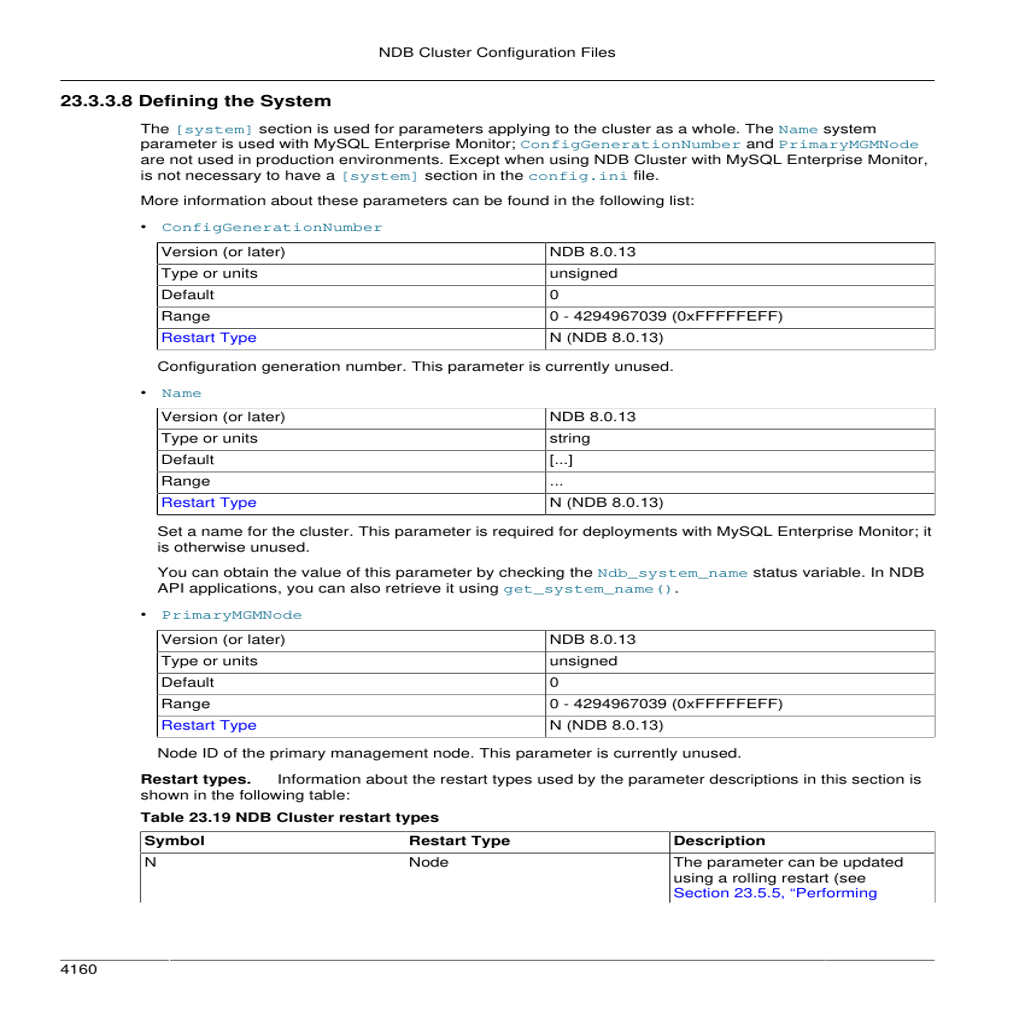 NDB Cluster Configuration Files
23.3.3.8 Defining the System
The [system] section is used for parameters applying to the cluster as a whole. The Name system
parameter is used with MySQL Enterprise Monitor; ConfigGenerationNumber and PrimaryMGMNode
are not used in production environments. Except when using NDB Cluster with MySQL Enterprise Monitor,
is not necessary to have a [system] section in the config.ini file.
More information about these parameters can be found in the following list:
• ConfigGenerationNumber
Version (or later) NDB 8.0.13
Type or units unsigned
Default 0
Range 0 - 4294967039 (0xFFFFFEFF)
Restart Type N (NDB 8.0.13)
Configuration generation number. This parameter is currently unused.
• Name
Version (or later) NDB 8.0.13
Type or units string
Default [...]
Range ...
Restart Type N (NDB 8.0.13)
Set a name for the cluster. This parameter is required for deployments with MySQL Enterprise Monitor; it
is otherwise unused.
You can obtain the value of this parameter by checking the Ndb_system_name status variable. In NDB
API applications, you can also retrieve it using get_system_name().
• PrimaryMGMNode
Version (or later) NDB 8.0.13
Type or units unsigned
Default 0
Range 0 - 4294967039 (0xFFFFFEFF)
Restart Type N (NDB 8.0.13)
Node ID of the primary management node. This parameter is currently unused.
Restart types. Information about the restart types used by the parameter descriptions in this section is
shown in the following table:
Table 23.19 NDB Cluster restart types
Symbol Restart Type Description
N Node The parameter can be updated
using a rolling restart (see
Section 23.5.5, “Performing
4160